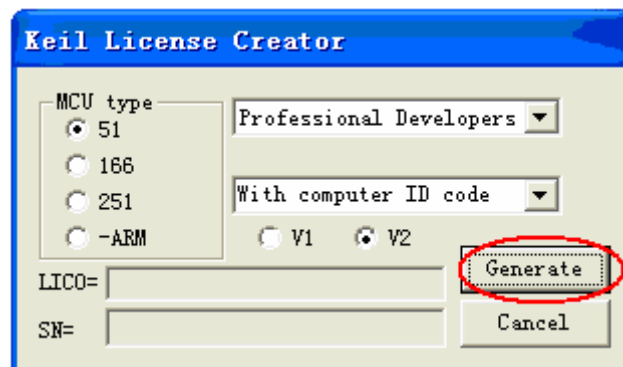 Keil License Creator
MCU type
51
166
251
-ARM
Professional Developers
With computer ID code
V1 V2
LIC0=
SN=
Generate
Cancel